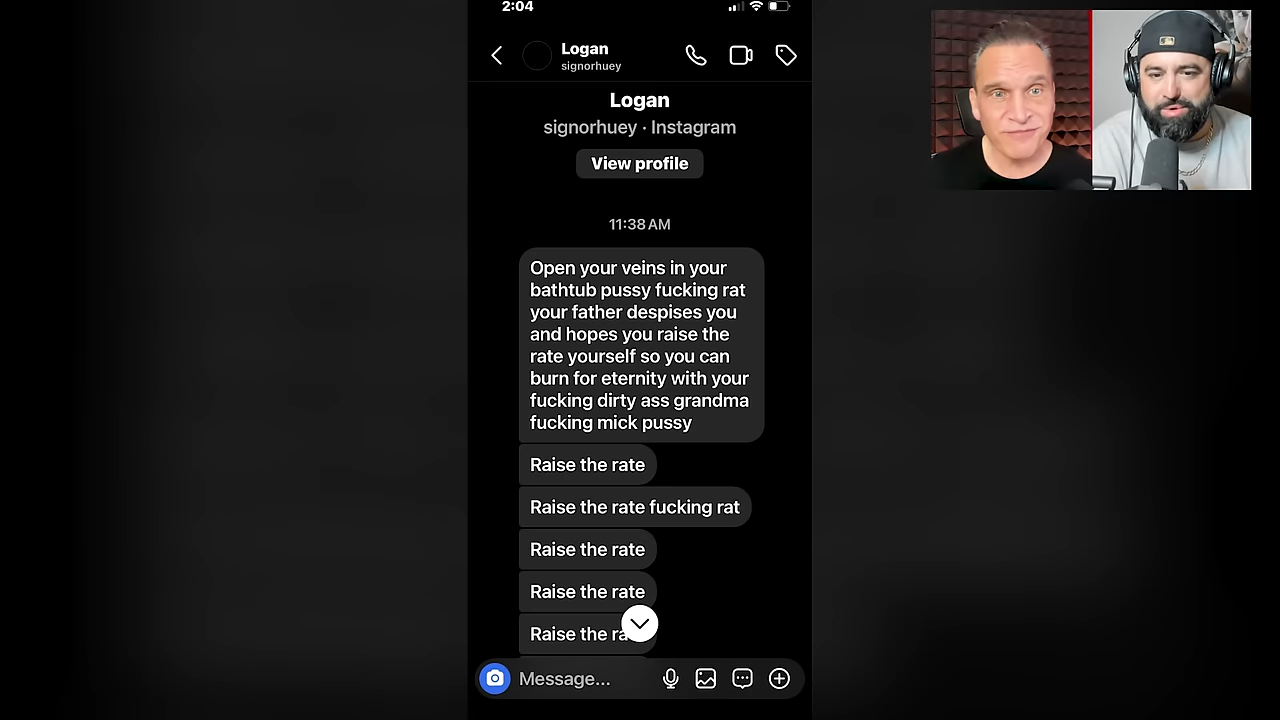 2:04
Logan
signorhuey
Logan
signorhuey · Instagram
View profile
11:38 AM
Open your veins in your
bathtub pussy fucking rat
your father despises you
and hopes you raise the
rate yourself so you can
burn for eternity with your
fucking dirty ass grandma
fucking mick pussy
Raise the rate
Raise the rate fucking rat
Raise the rate
Raise the rate
Raise the ra
Message...